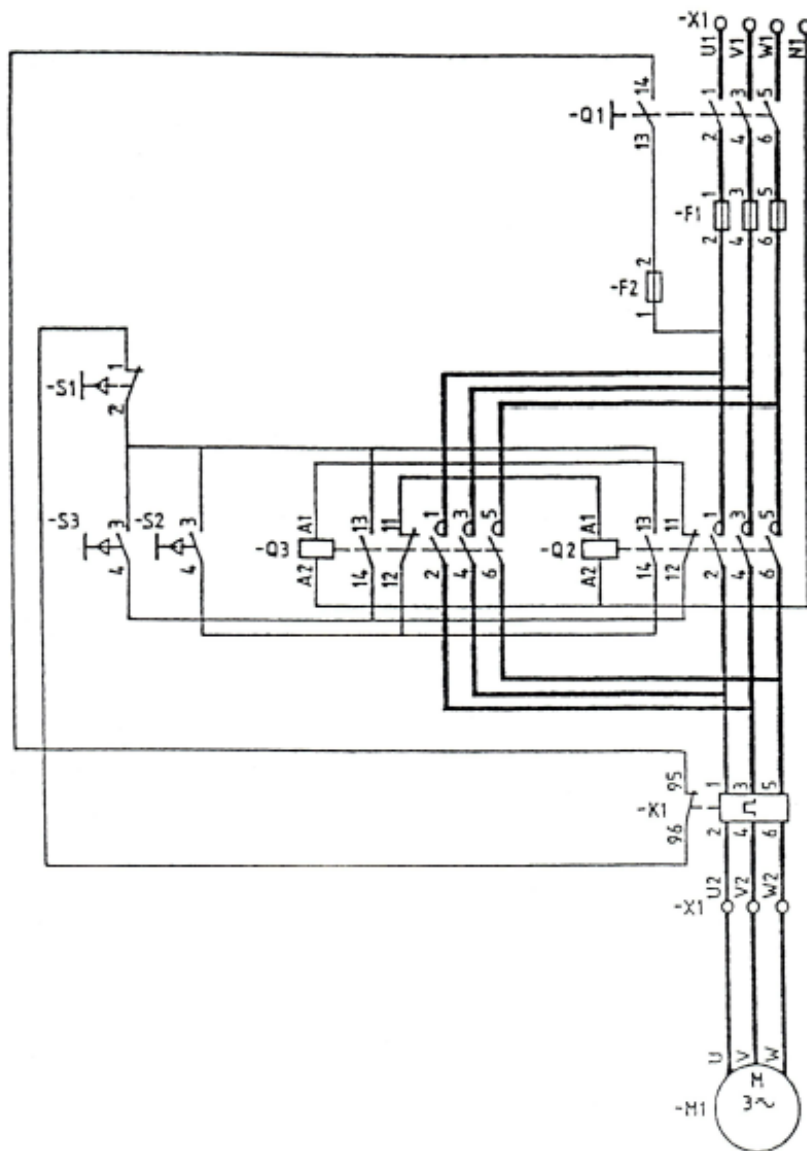 -X1
U1 V1 W1 N1
14 1 3 5
-Q1
13 2 4 6
1 3 5
-F1
2 4 6
2
-F2
1
1
-S1
2
-S3 3 -S2 3 A1 13 11 1 3 5 A1 13 11 1 3 5
-Q3 -Q2
4 4 A2 14 12 2 4 6 A2 14 12 2 4 6
95 1 3 5
-K1
96 2 4 6
U2 V2 W2
-X1
U V W
M
-M1 3~